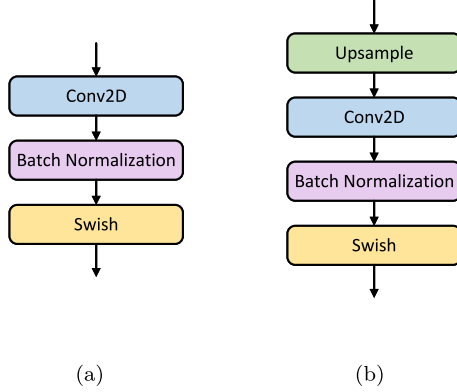 Conv2D
Batch Normalization
Swish
(a)
Upsample
Conv2D
Batch Normalization
Swish
(b)